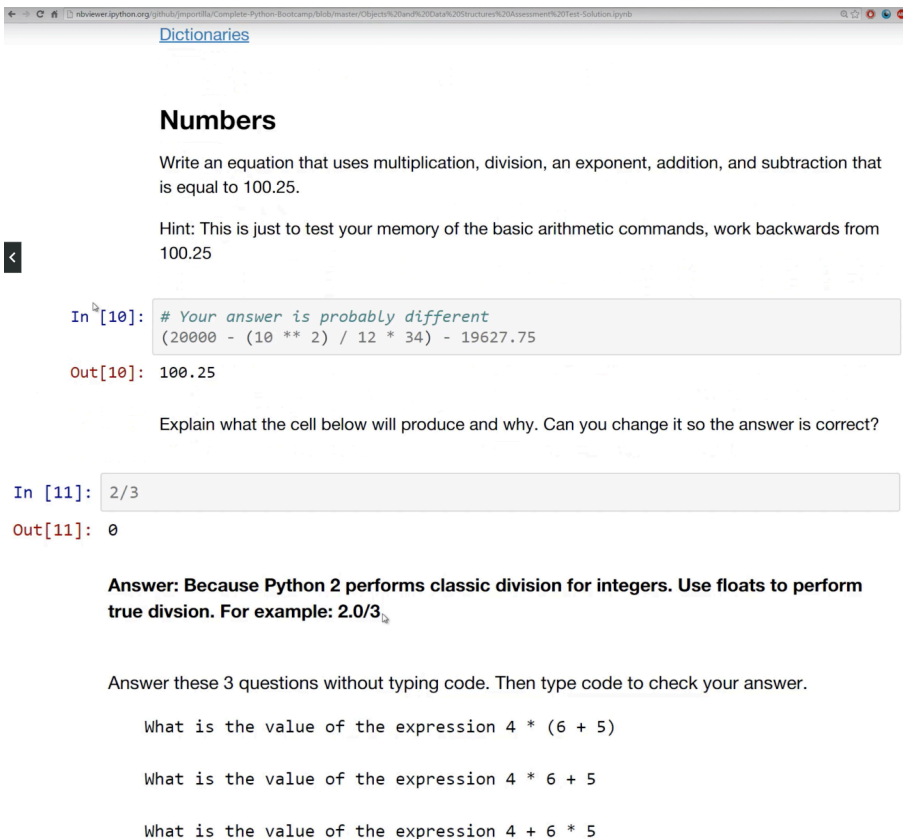 nbviewer.ipython.org/github/jmportilla/Complete-Python-Bootcamp/blob/master/Objects%20and%20Data%20Structures%20Assessment%20Test-Solution.ipynb
Dictionaries
Numbers
Write an equation that uses multiplication, division, an exponent, addition, and subtraction that
is equal to 100.25.
Hint: This is just to test your memory of the basic arithmetic commands, work backwards from
100.25
In [10]: # Your answer is probably different
(20000 - (10 ** 2) / 12 * 34) - 19627.75
Out[10]: 100.25
Explain what the cell below will produce and why. Can you change it so the answer is correct?
In [11]: 2/3
Out[11]: 0
Answer: Because Python 2 performs classic division for integers. Use floats to perform
true divsion. For example: 2.0/3
Answer these 3 questions without typing code. Then type code to check your answer.
What is the value of the expression 4 * (6 + 5)
What is the value of the expression 4 * 6 + 5
What is the value of the expression 4 + 6 * 5